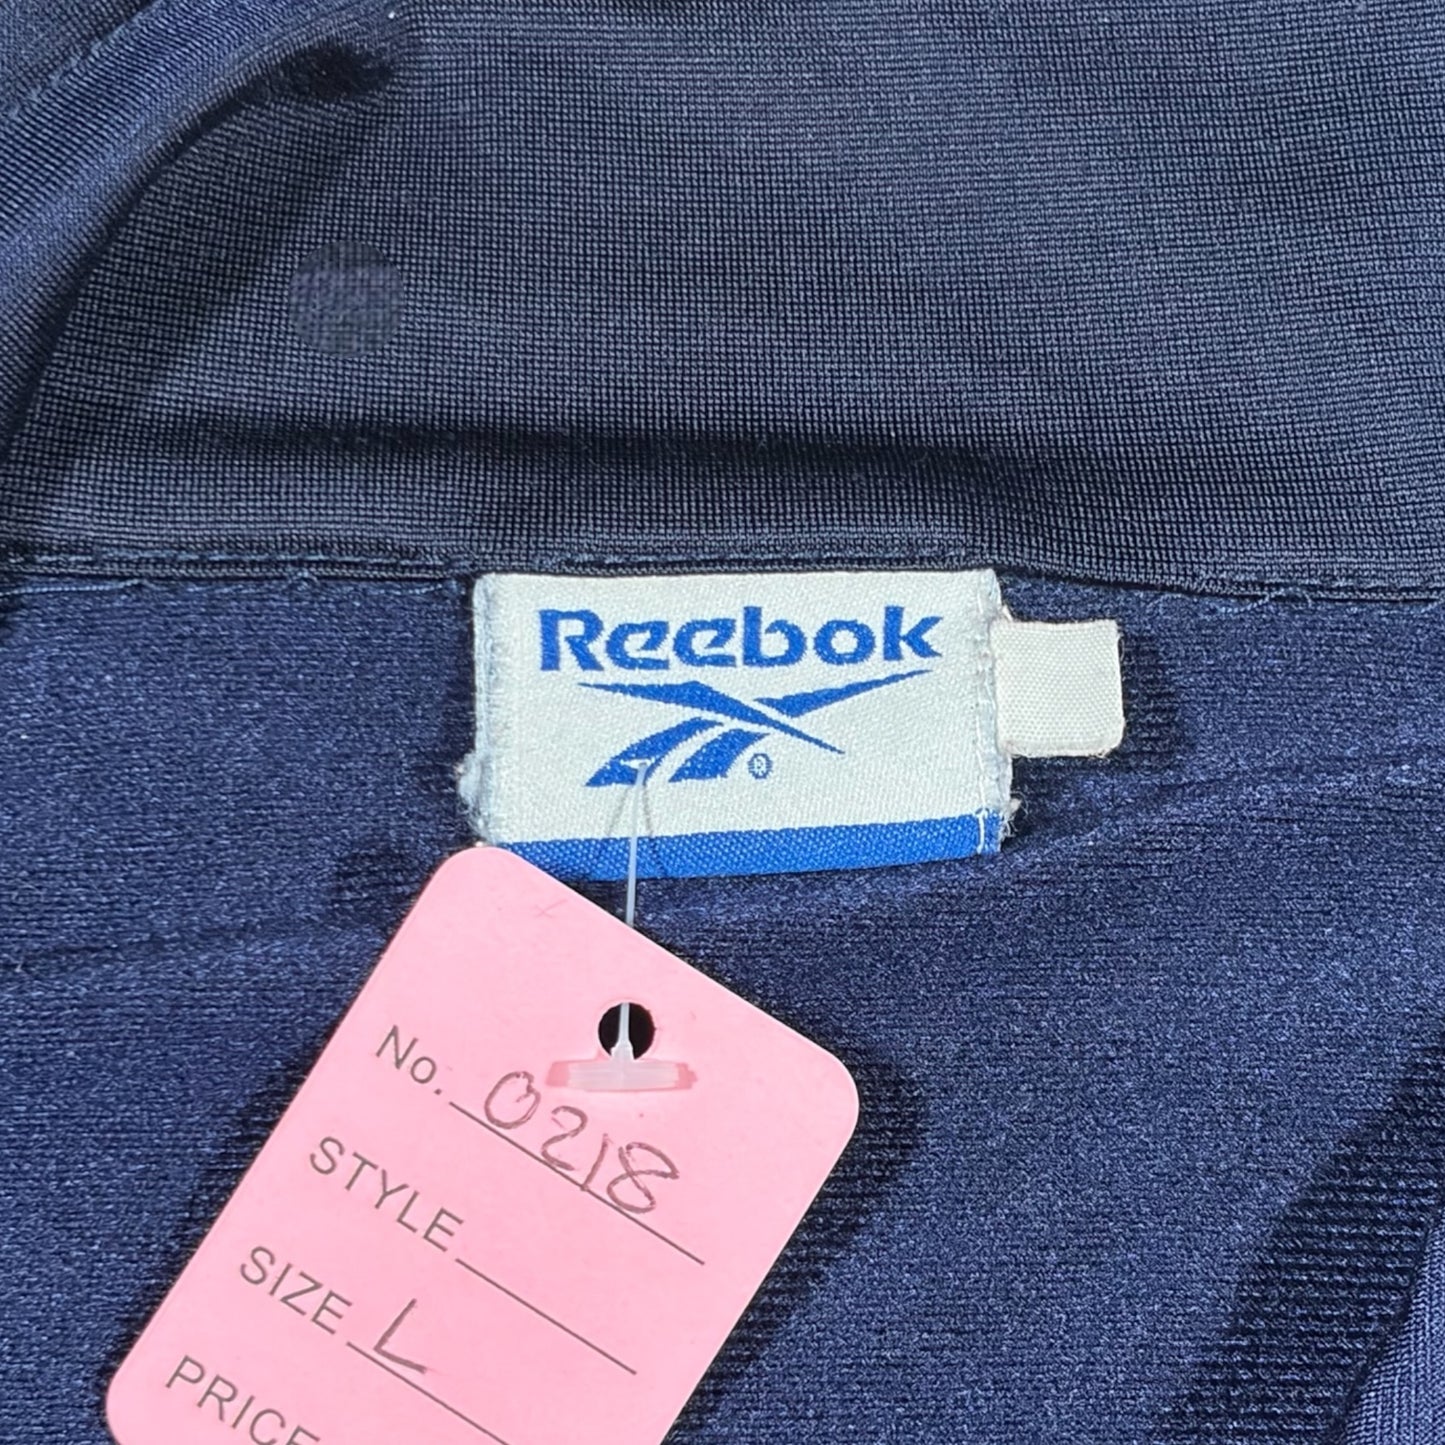 Reebok
®
No. 0218
STYLE
SIZE L
PRICE